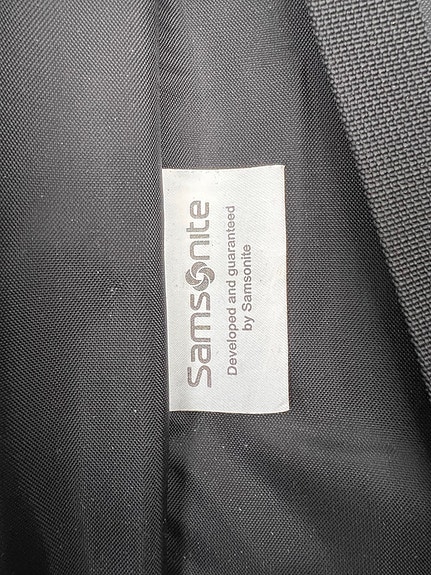 Samsonite
Developed and guaranteed
by Samsonite